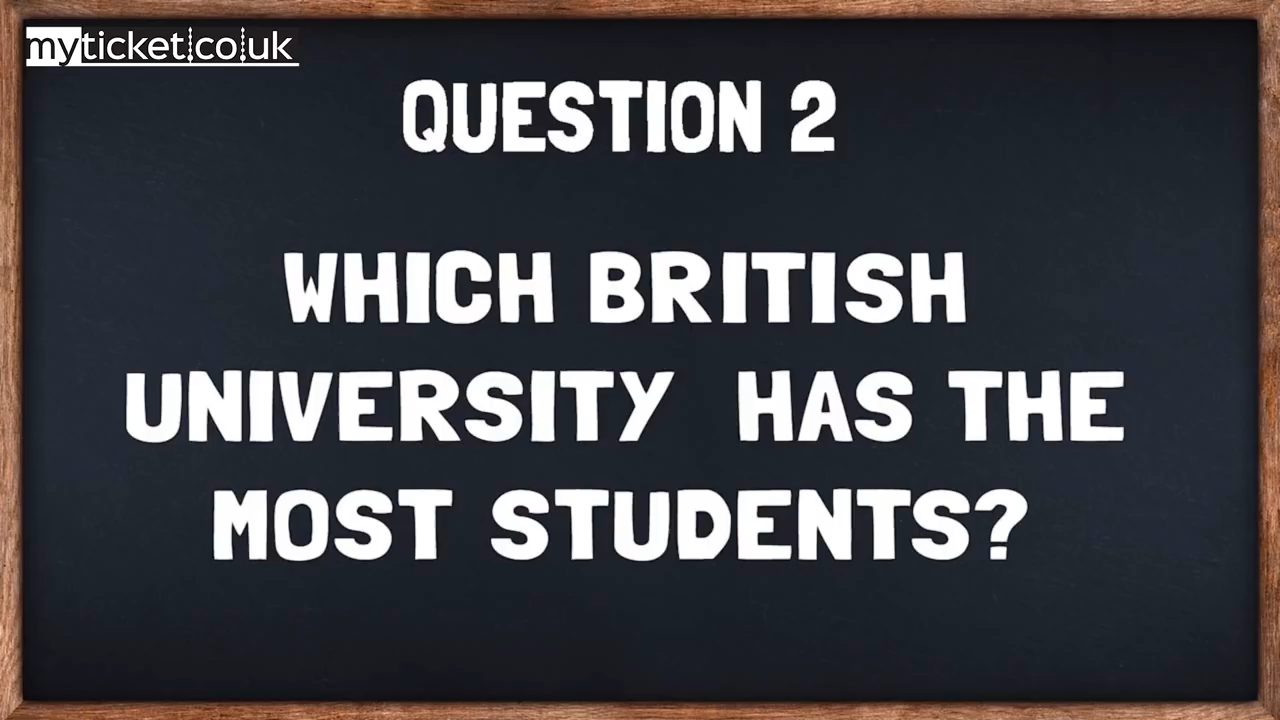 myticket.co.uk
QUESTION 2
WHICH BRITISH
UNIVERSITY HAS THE
MOST STUDENTS?